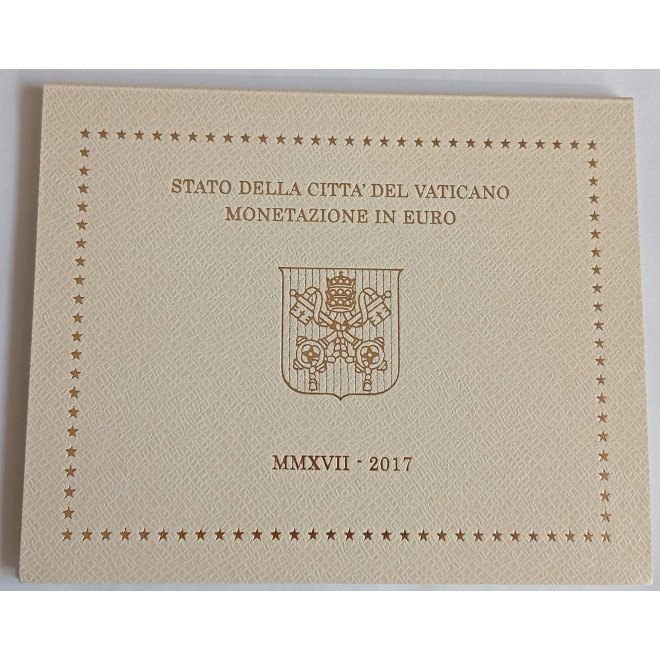 STATO DELLA CITTA' DEL VATICANO
MONETAZIONE IN EURO
MMXVII - 2017